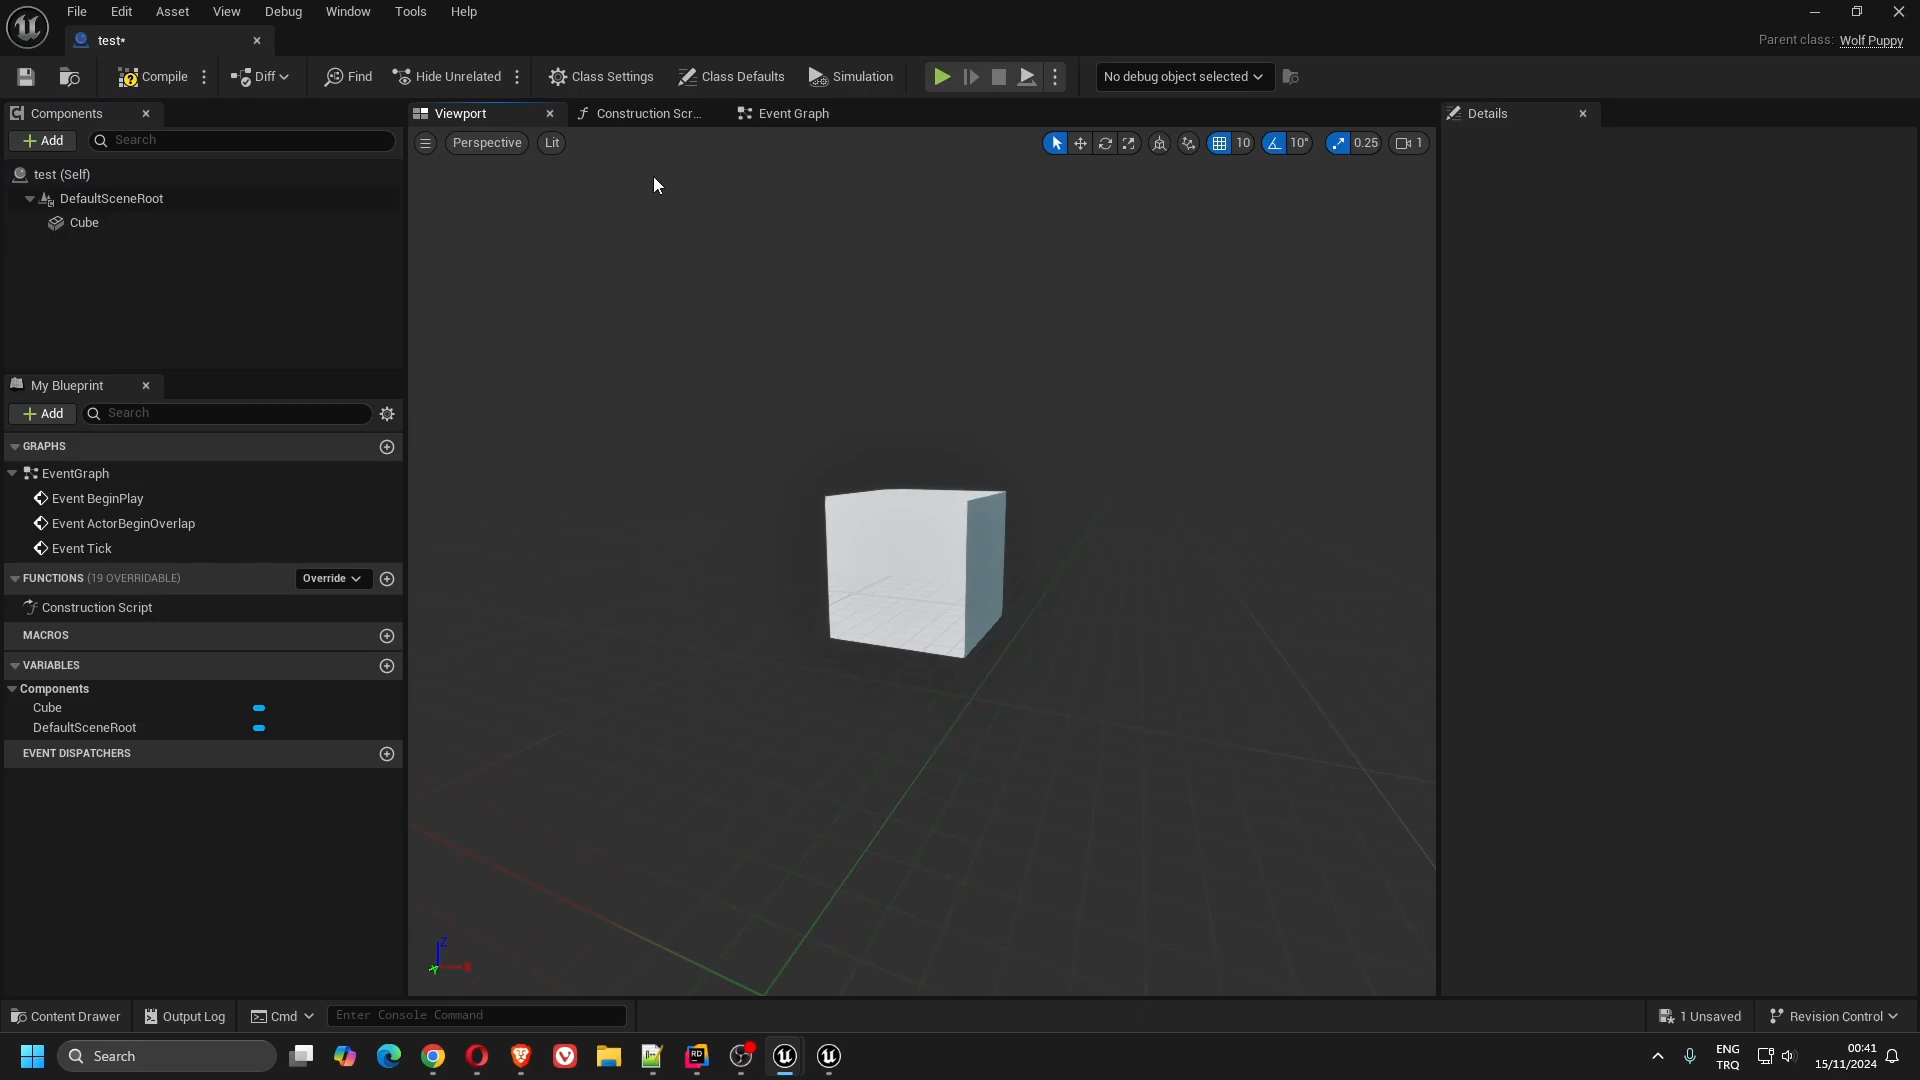 File Edit Asset View Debug Window Tools Help
test*
Parent class: Wolf Puppy
Compile Diff Find Hide Unrelated Class Settings Class Defaults Simulation No debug object selected
Components
Viewport Construction Scr... Event Graph
Details
Add Search
Perspective Lit
10 10° 0.25 1
test (Self)
DefaultSceneRoot
Cube
My Blueprint
Add Search
GRAPHS
EventGraph
Event BeginPlay
Event ActorBeginOverlap
Event Tick
FUNCTIONS (19 OVERRIDABLE) Override
Construction Script
MACROS
VARIABLES
Components
Cube
DefaultSceneRoot
EVENT DISPATCHERS
Z
X
Y
Content Drawer Output Log Cmd Enter Console Command 1 Unsaved Revision Control
Search
RD
ENG
TRQ
00:41
15/11/2024